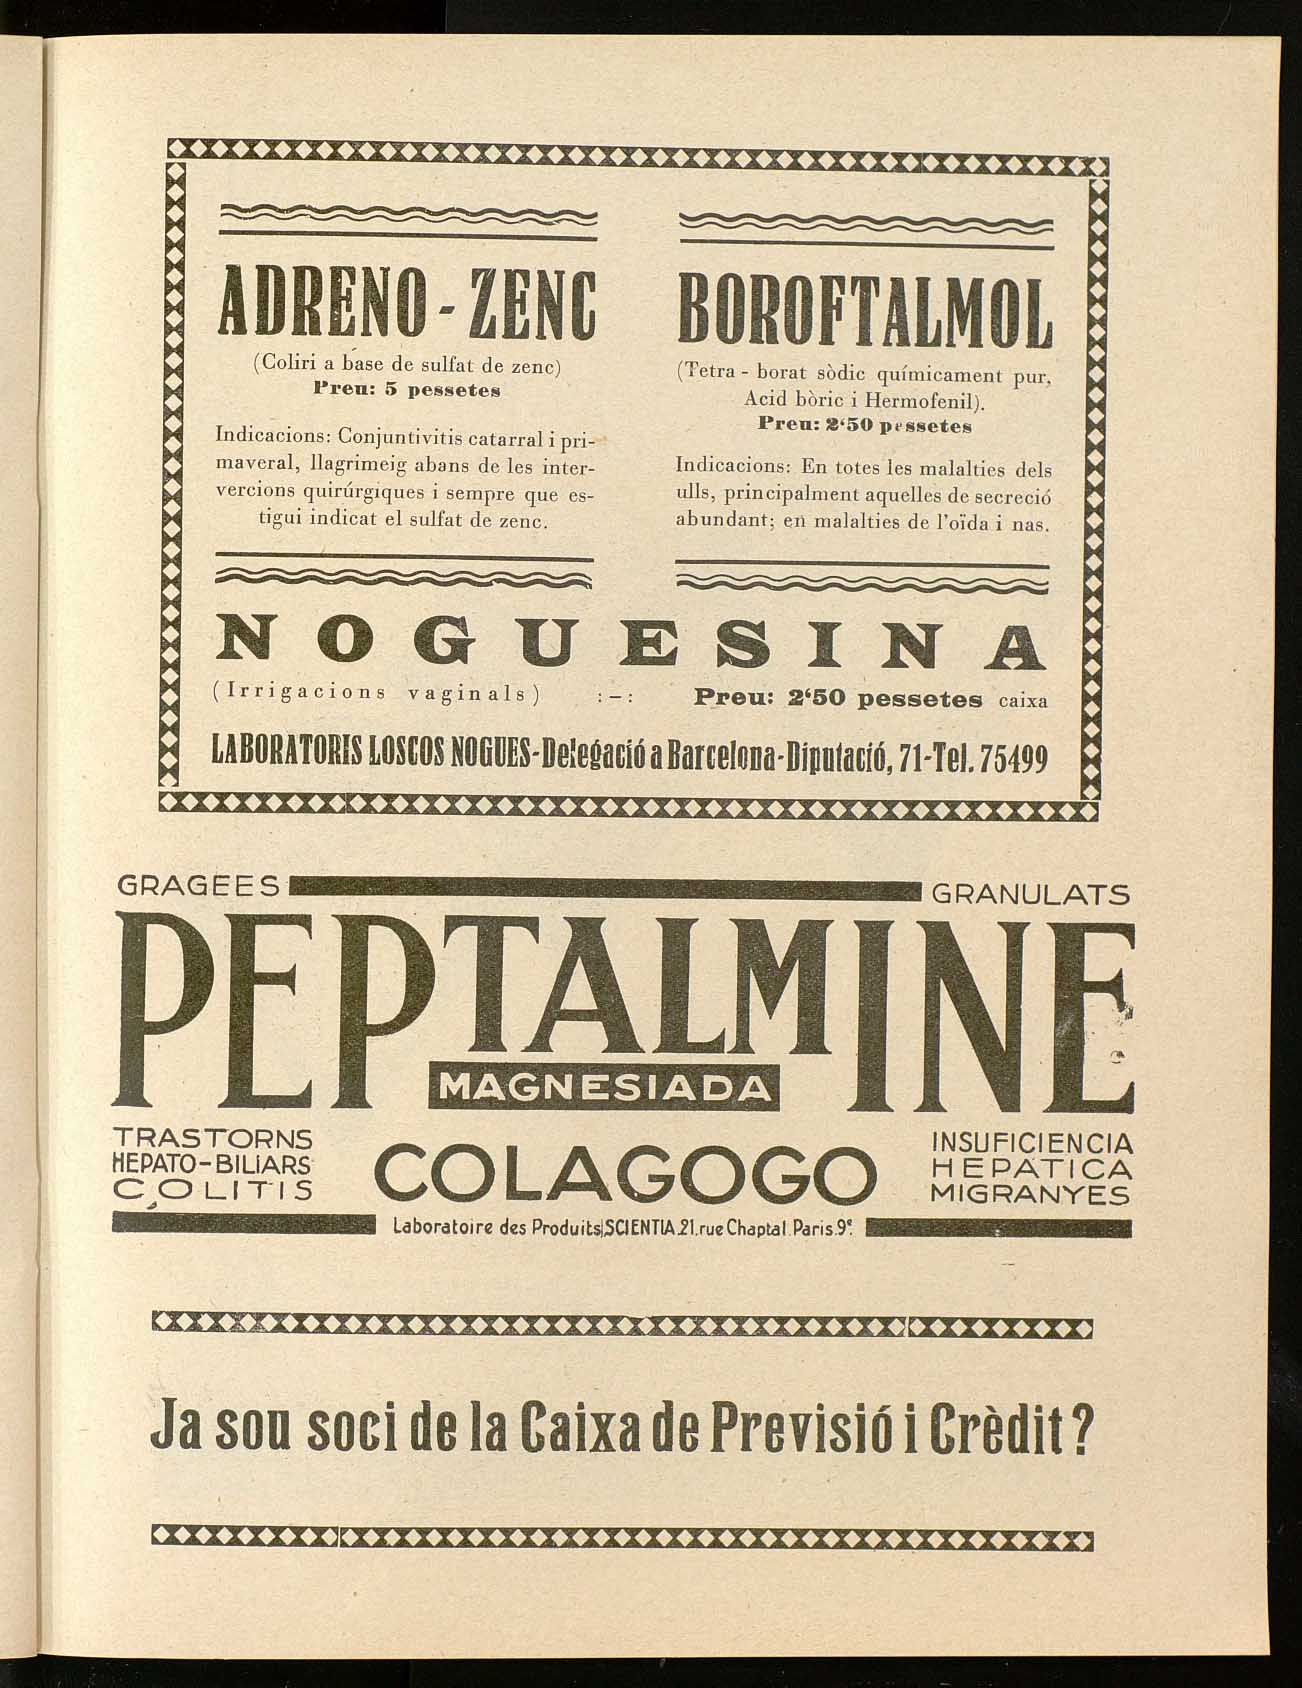 ADRENO - ZENC
(Coliri a base de sulfat de zenc)
Preu: 5 pessetes
Indicacions: Conjuntivitis catarral i pri-
maveral, llagrimeig abans de les inter-
vercions quirúrgiques i sempre que es-
tigui indicat el sulfat de zenc.
BOROFTALMOL
(Tetra - borat sòdic químicament pur,
Acid bòric i Hermofenil).
Preu: 2'50 pessetes
Indicacions: En totes les malalties dels
ulls, principalment aquelles de secreció
abundant; en malalties de l'oïda i nas.
NOGUESINA
(Irrigacions vaginals) :-: Preu: 2'50 pessetes caixa
LABORATORIS LOSCOS NOGUES-Delegació a Barcelona-Diputació, 71-Tel. 75499
GRAGEES
GRANULATS
PEPTALMINE
MAGNESIADA
TRASTORNS
HEPATO-BILIARS
COLITIS
COLAGOGO
INSUFICIENCIA
HEPÀTICA
MIGRANYES
Laboratoire des Produits SCIENTIA.21.rue Chaptal.Paris.9e.
Ja sou soci de la Caixa de Previsió i Crèdit?